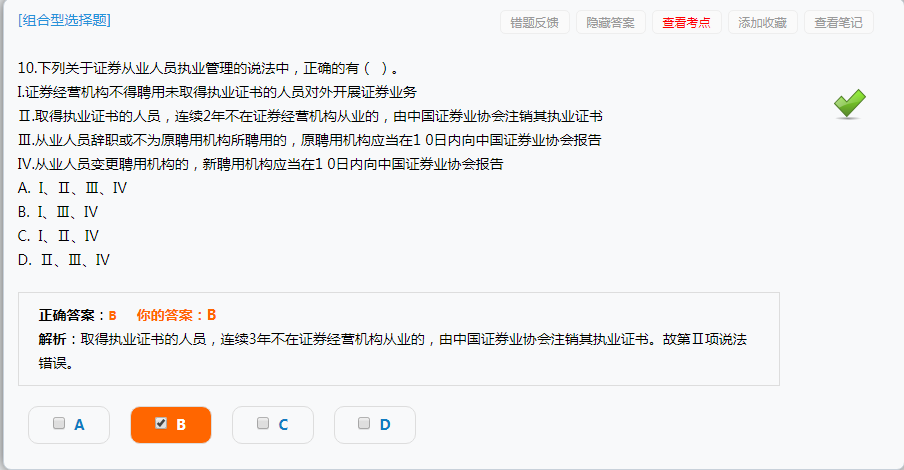 [组合型选择题]
错题反馈 隐藏答案 查看考点 添加收藏 查看笔记
10.下列关于证券从业人员执业管理的说法中，正确的有（ ）。
Ⅰ.证券经营机构不得聘用未取得执业证书的人员对外开展证券业务
Ⅱ.取得执业证书的人员，连续2年不在证券经营机构从业的，由中国证券业协会注销其执业证书
Ⅲ.从业人员辞职或不为原聘用机构所聘用的，原聘用机构应当在1 0日内向中国证券业协会报告
Ⅳ.从业人员变更聘用机构的，新聘用机构应当在1 0日内向中国证券业协会报告
A. Ⅰ、Ⅱ、Ⅲ、Ⅳ
B. Ⅰ、Ⅲ、Ⅳ
C. Ⅰ、Ⅱ、Ⅳ
D. Ⅱ、Ⅲ、Ⅳ
正确答案：B 你的答案：B
解析：取得执业证书的人员，连续3年不在证券经营机构从业的，由中国证券业协会注销其执业证书。故第Ⅱ项说法
错误。
A B C D